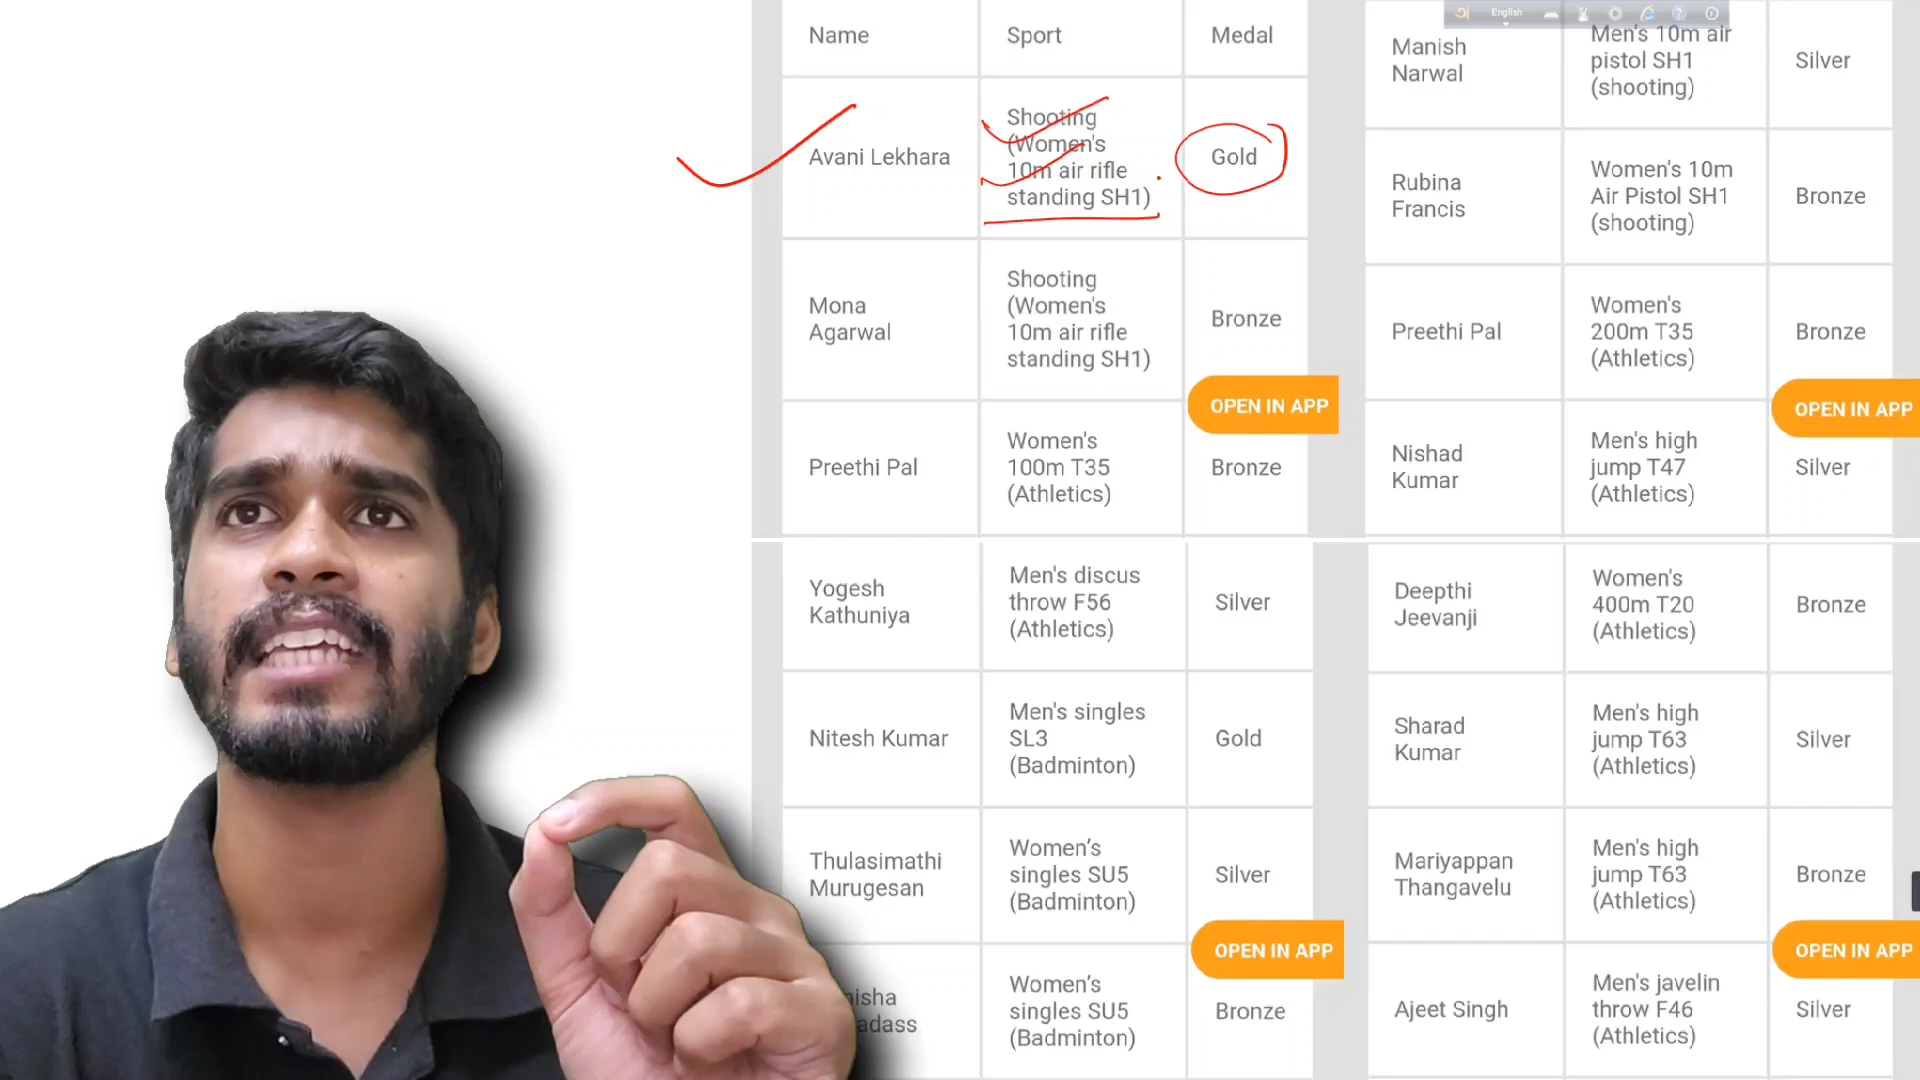 English
Name
Sport
Medal
Avani Lekhara
Shooting
(Women's
10m air rifle
standing SH1)
Gold
Mona
Agarwal
Shooting
(Women's
10m air rifle
standing SH1)
Bronze
OPEN IN APP
Preethi Pal
Women's
100m T35
(Athletics)
Bronze
Manish
Narwal
Men's 10m air
pistol SH1
(shooting)
Silver
Rubina
Francis
Women's 10m
Air Pistol SH1
(shooting)
Bronze
Preethi Pal
Women's
200m T35
(Athletics)
Bronze
OPEN IN APP
Nishad
Kumar
Men's high
jump T47
(Athletics)
Silver
Yogesh
Kathuniya
Men's discus
throw F56
(Athletics)
Silver
Nitesh Kumar
Men's singles
SL3
(Badminton)
Gold
Thulasimathi
Murugesan
Women’s
singles SU5
(Badminton)
Silver
OPEN IN APP
Women’s
singles SU5
(Badminton)
Bronze
Deepthi
Jeevanji
Women's
400m T20
(Athletics)
Bronze
Sharad
Kumar
Men's high
jump T63
(Athletics)
Silver
Mariyappan
Thangavelu
Men's high
jump T63
(Athletics)
Bronze
OPEN IN APP
Ajeet Singh
Men's javelin
throw F46
(Athletics)
Silver